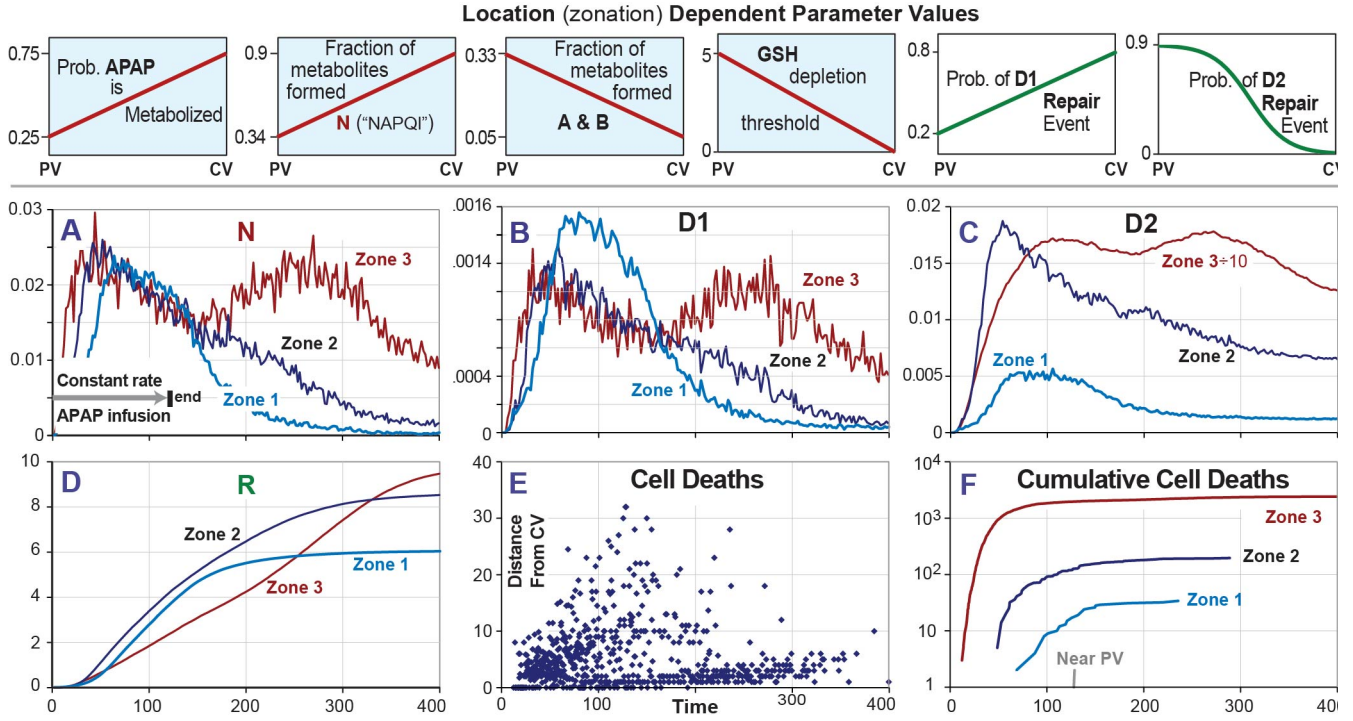 Location (zonation) Dependent Parameter Values
0.75
Prob. APAP
is
Metabolized
0.25
PV
CV
0.9
Fraction of
metabolites
formed
N (“NAPQI”)
0.34
PV
CV
0.33
Fraction of
metabolites
formed
A & B
0.05
PV
CV
5
GSH
depletion
threshold
0
PV
CV
0.8
Prob. of D1
Repair
Event
0.2
PV
CV
0.9
Prob. of D2
Repair
Event
0
PV
CV
A
N
0.03
0.02
0.01
0
Zone 3
Zone 2
Zone 1
Constant rate
end
APAP infusion
B
D1
.0016
.0014
.0004
0
Zone 3
Zone 2
Zone 1
C
D2
0.02
0.015
0.01
0.005
0
Zone 3÷10
Zone 2
Zone 1
D
R
10
8
6
4
2
0
Zone 2
Zone 1
Zone 3
0 100 200 300 400
E
Cell Deaths
40
30
20
10
0
Distance
From CV
0 100 Time 300 400
F
Cumulative Cell Deaths
10⁴
10³
10²
10
1
Zone 3
Zone 2
Zone 1
Near PV
0 100 200 300 400